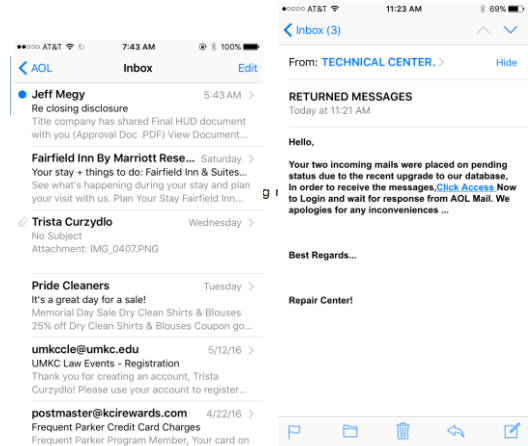 AT&T 7:43 AM 100%
AOL Inbox Edit
Jeff Megy 5:43 AM
Re closing disclosure
Title company has shared Final HUD document
with you (Approval Doc .PDF) View Document...
Fairfield Inn By Marriott Rese... Saturday
Your stay + things to do: Fairfield Inn & Suites...
See what's happening during your stay and plan
your visit with us. Plan Your Stay Fairfield Inn...
Trista Curzydlo Wednesday
No Subject
Attachment: IMG_0407.PNG
Pride Cleaners Tuesday
It's a great day for a sale!
Memorial Day Sale Dry Clean Shirts & Blouses
25% off Dry Clean Shirts & Blouses Coupon go...
umkccle@umkc.edu 5/12/16
UMKC Law Events - Registration
Thank you for creating an account, Trista
Curzydlo! Please use your account to register...
postmaster@kcirewards.com 4/22/16
Frequent Parker Credit Card Charges
Frequent Parker Program Member, Your card on
g
AT&T 11:23 AM 69%
Inbox (3)
From: TECHNICAL CENTER. > Hide
RETURNED MESSAGES
Today at 11:21 AM
Hello,
Your two incoming mails were placed on pending
status due to the recent upgrade to our database,
In order to receive the messages,Click Access Now
to Login and wait for response from AOL Mail. We
apologies for any inconveniences ...
Best Regards...
Repair Center!